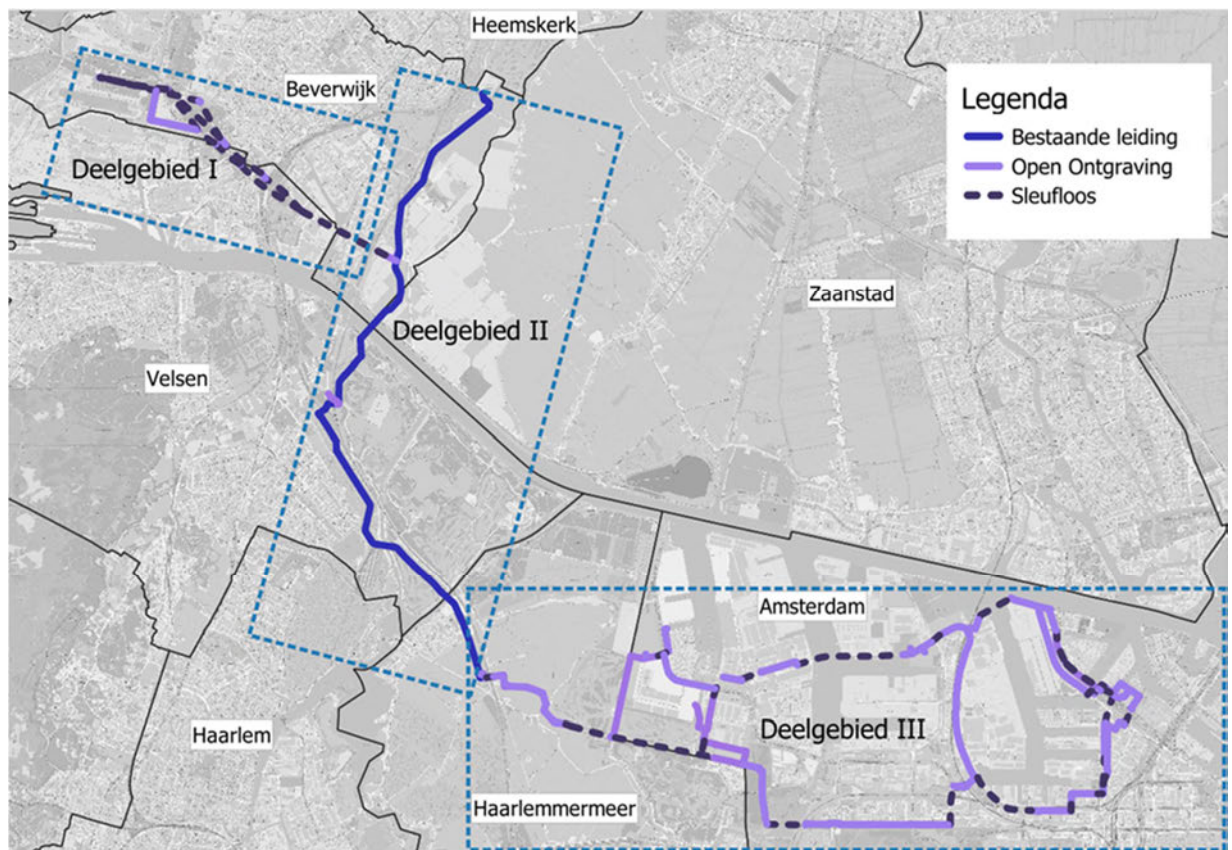 Heemskerk
Beverwijk
Legenda
Bestaande leiding
Open Ontgraving
Sleufloos
Deelgebied I
Deelgebied II
Zaanstad
Velsen
Amsterdam
Deelgebied III
Haarlem
Haarlemmermeer